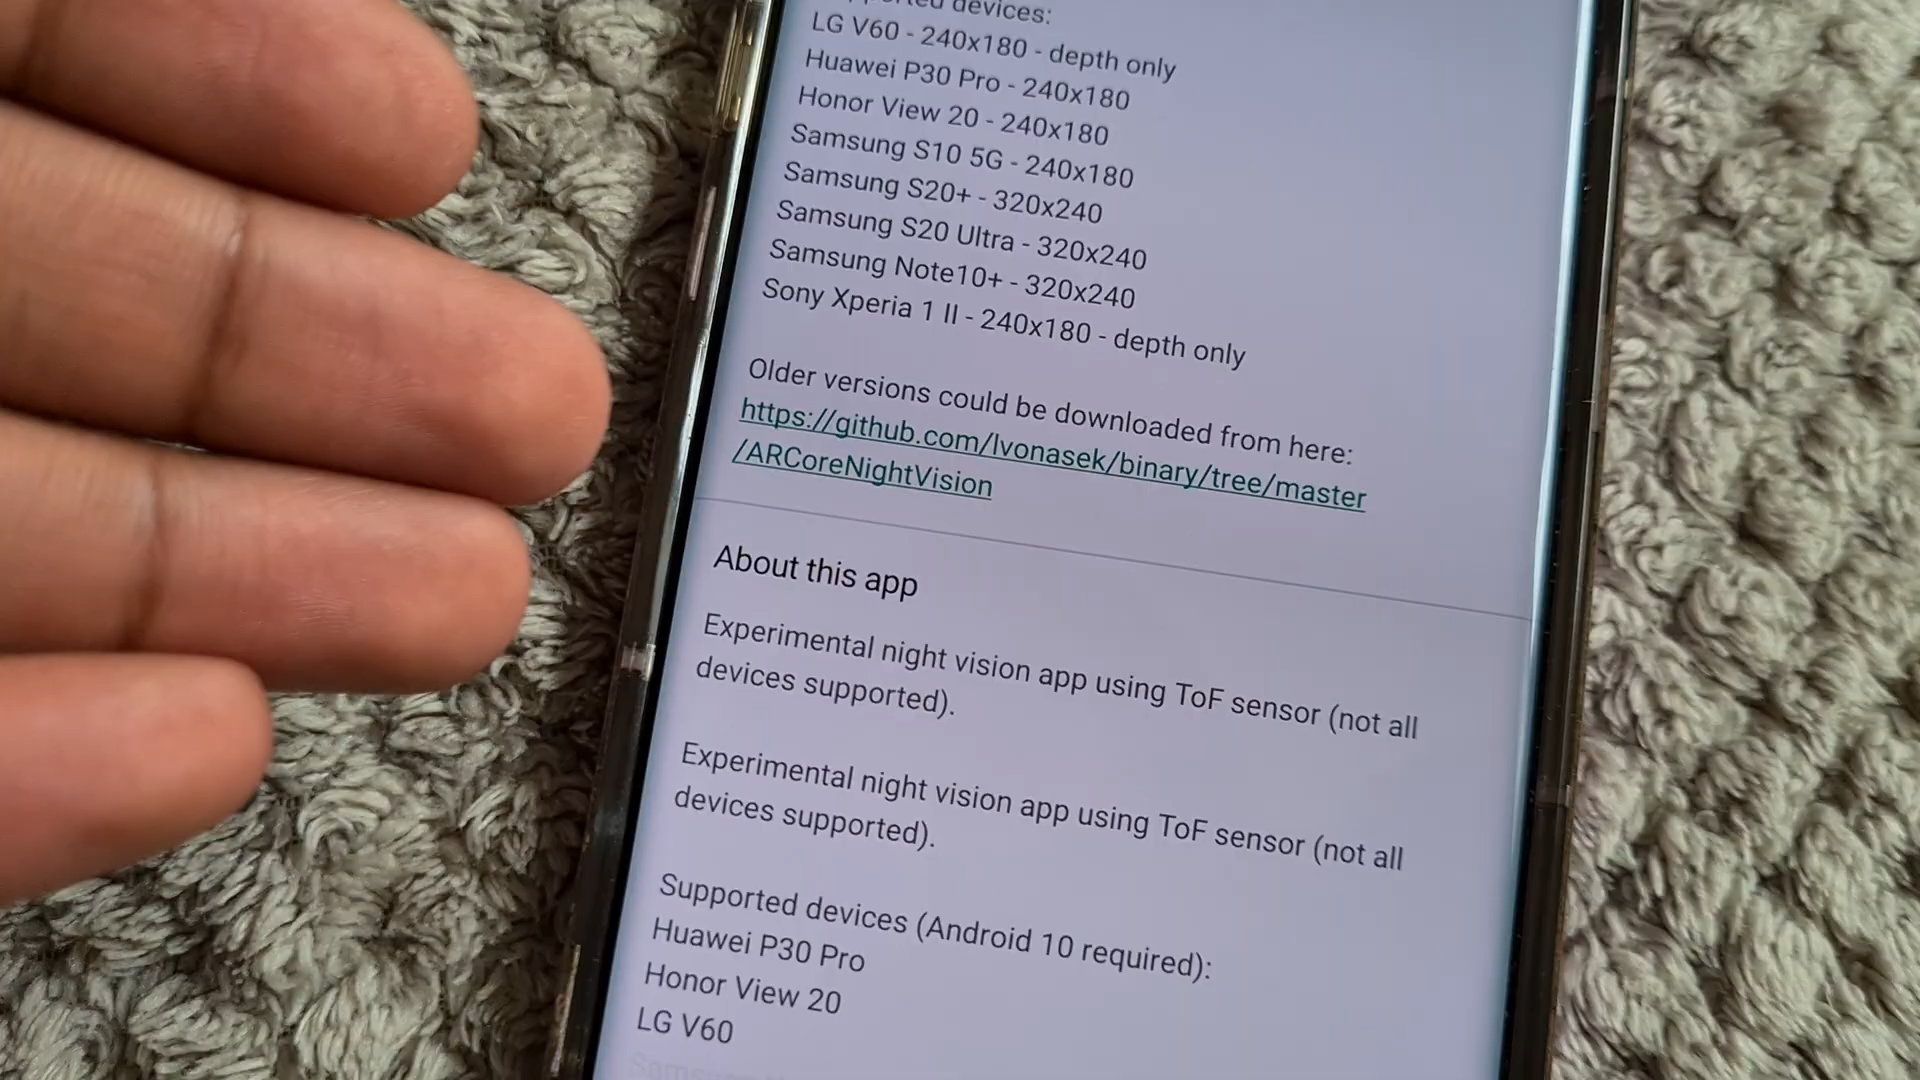 devices:
LG V60 - 240x180 - depth only
Huawei P30 Pro - 240x180
Honor View 20 - 240x180
Samsung S10 5G - 240x180
Samsung S20+ - 320x240
Samsung S20 Ultra - 320x240
Samsung Note10+ - 320x240
Sony Xperia 1 II - 240x180 - depth only
Older versions could be downloaded from here:
https://github.com/lvonasek/binary/tree/master
/ARCoreNightVision
About this app
Experimental night vision app using ToF sensor (not all
devices supported).
Experimental night vision app using ToF sensor (not all
devices supported).
Supported devices (Android 10 required):
Huawei P30 Pro
Honor View 20
LG V60